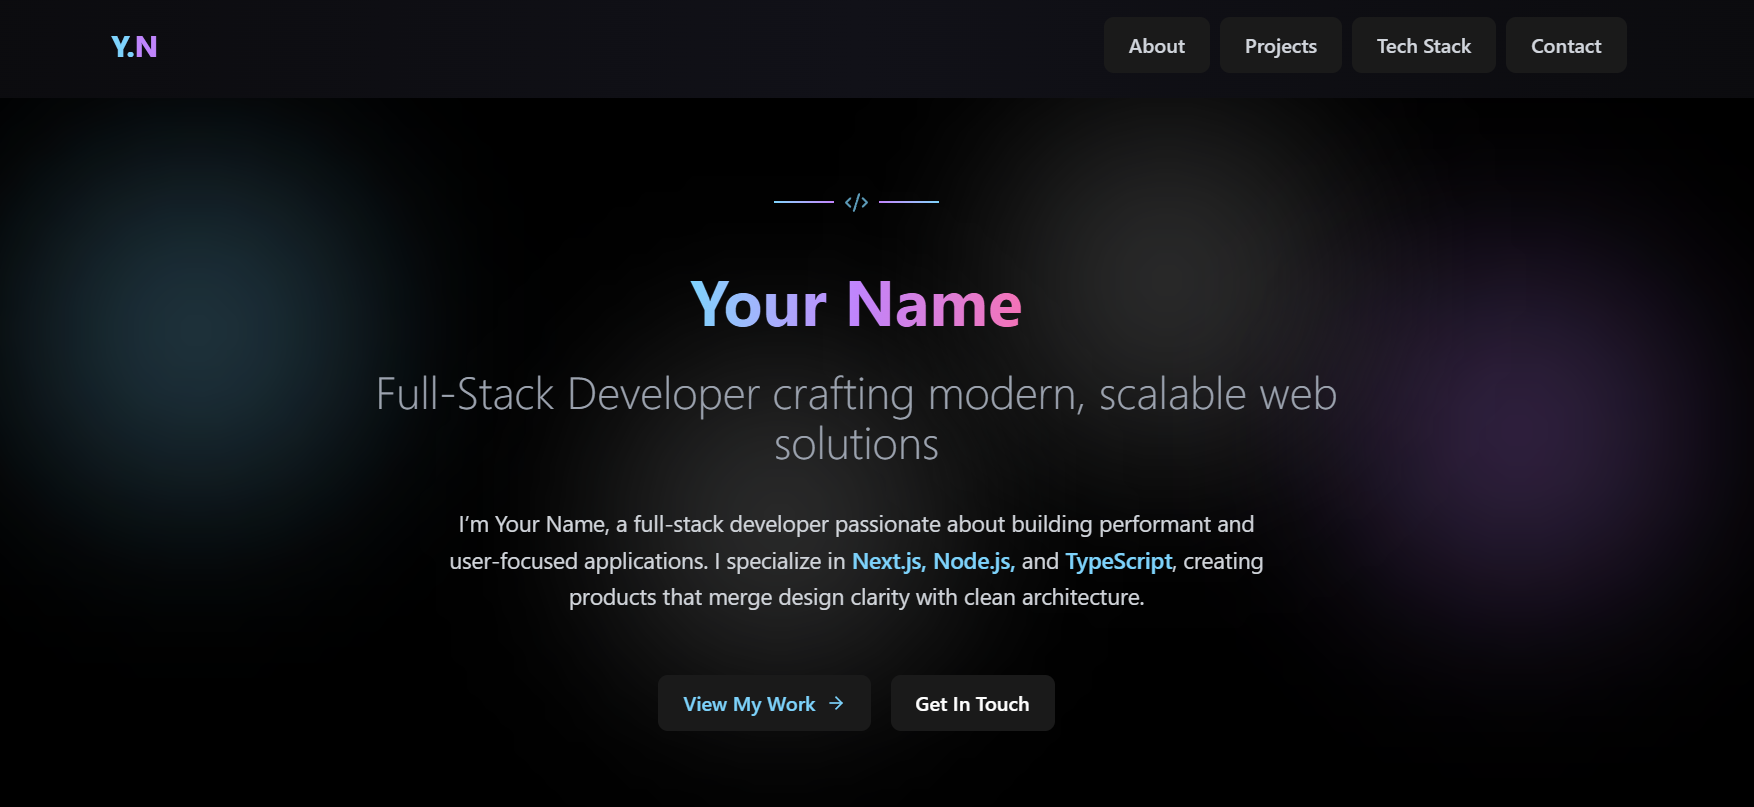 Y.N
About Projects Tech Stack Contact
</>
Your Name
Full-Stack Developer crafting modern, scalable web
solutions
I’m Your Name, a full-stack developer passionate about building performant and
user-focused applications. I specialize in Next.js, Node.js, and TypeScript, creating
products that merge design clarity with clean architecture.
View My Work →
Get In Touch